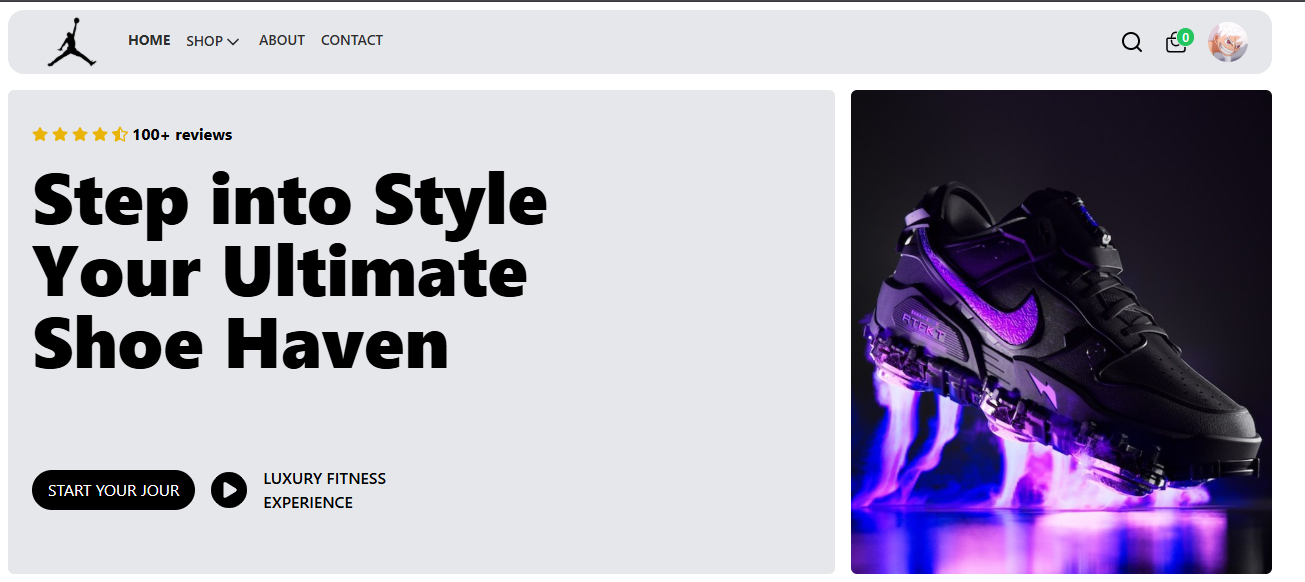 HOME SHOP ABOUT CONTACT
0
100+ reviews
Step into Style
Your Ultimate
Shoe Haven
START YOUR JOUR
LUXURY FITNESS
EXPERIENCE
RTEKT